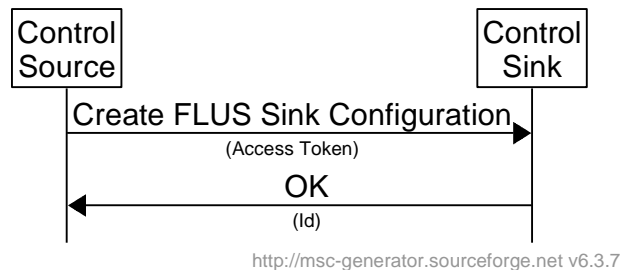 Control
Source
Control
Sink
Create FLUS Sink Configuration
(Access Token)
OK
(Id)
http://msc-generator.sourceforge.net v6.3.7